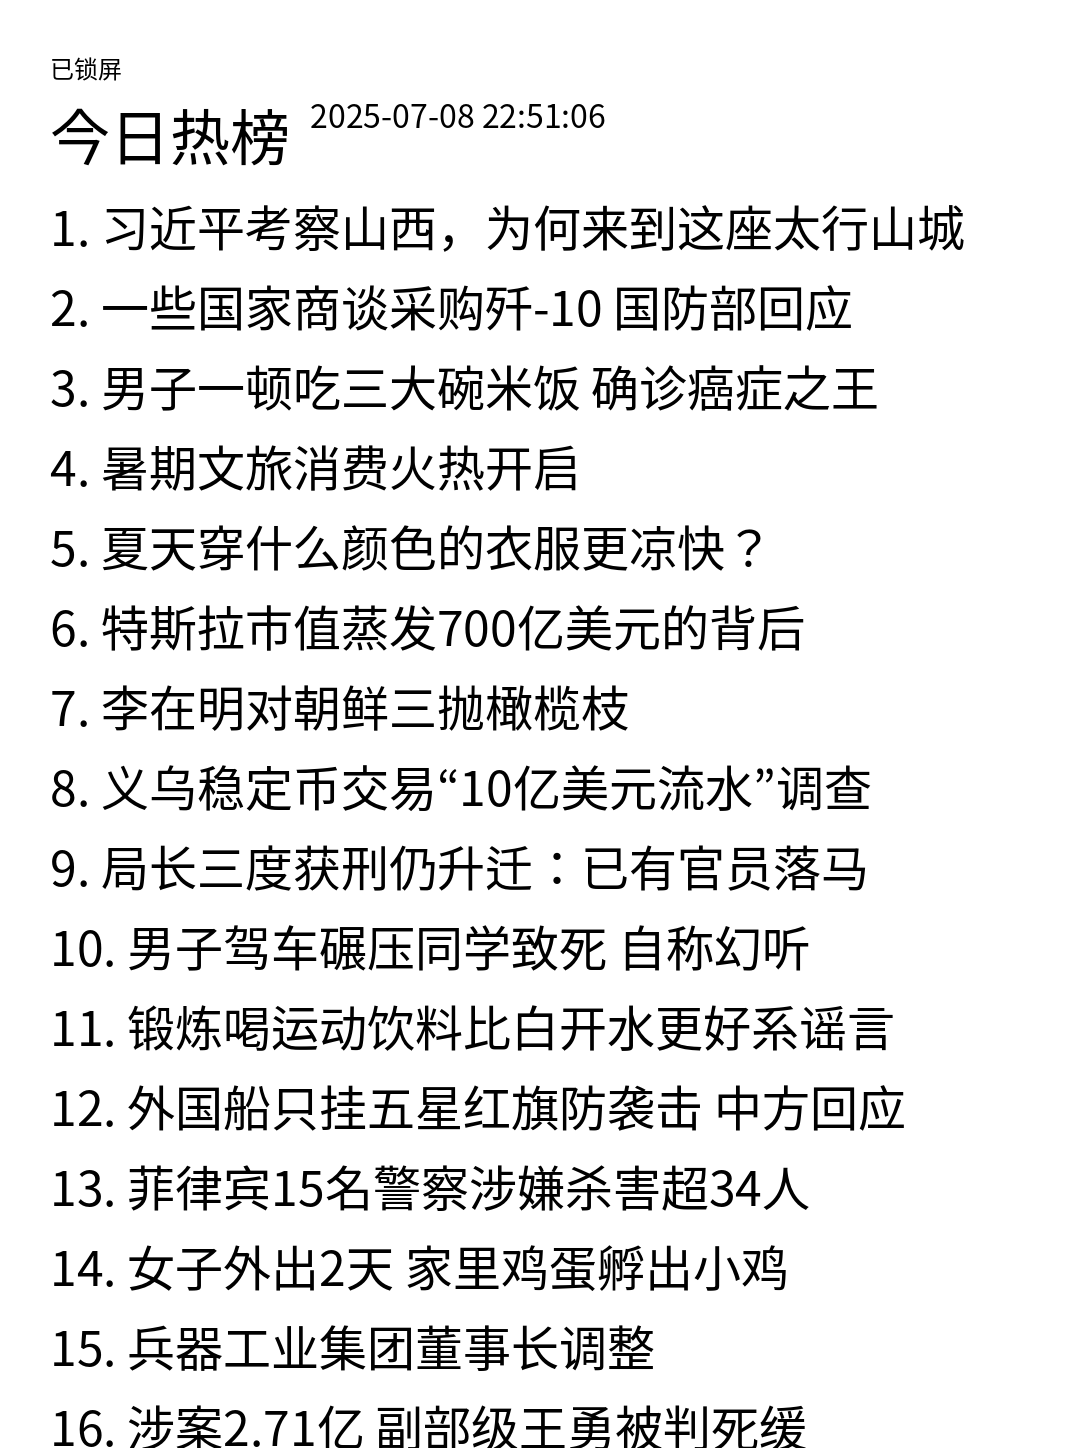 已锁屏
今日热榜 2025-07-08 22:51:06
1. 习近平考察山西，为何来到这座太行山城
2. 一些国家商谈采购歼-10 国防部回应
3. 男子一顿吃三大碗米饭 确诊癌症之王
4. 暑期文旅消费火热开启
5. 夏天穿什么颜色的衣服更凉快？
6. 特斯拉市值蒸发700亿美元的背后
7. 李在明对朝鲜三抛橄榄枝
8. 义乌稳定币交易“10亿美元流水”调查
9. 局长三度获刑仍升迁：已有官员落马
10. 男子驾车碾压同学致死 自称幻听
11. 锻炼喝运动饮料比白开水更好系谣言
12. 外国船只挂五星红旗防袭击 中方回应
13. 菲律宾15名警察涉嫌杀害超34人
14. 女子外出2天 家里鸡蛋孵出小鸡
15. 兵器工业集团董事长调整
16. 涉案2.71亿 副部级王勇被判死缓